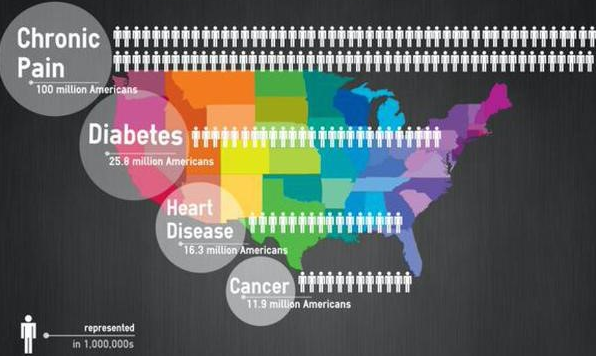 Chronic
Pain
100 million Americans
Diabetes
25.8 million Americans
Heart
Disease
16.3 million Americans
Cancer
11.9 million Americans
represented
in 1,000,000s